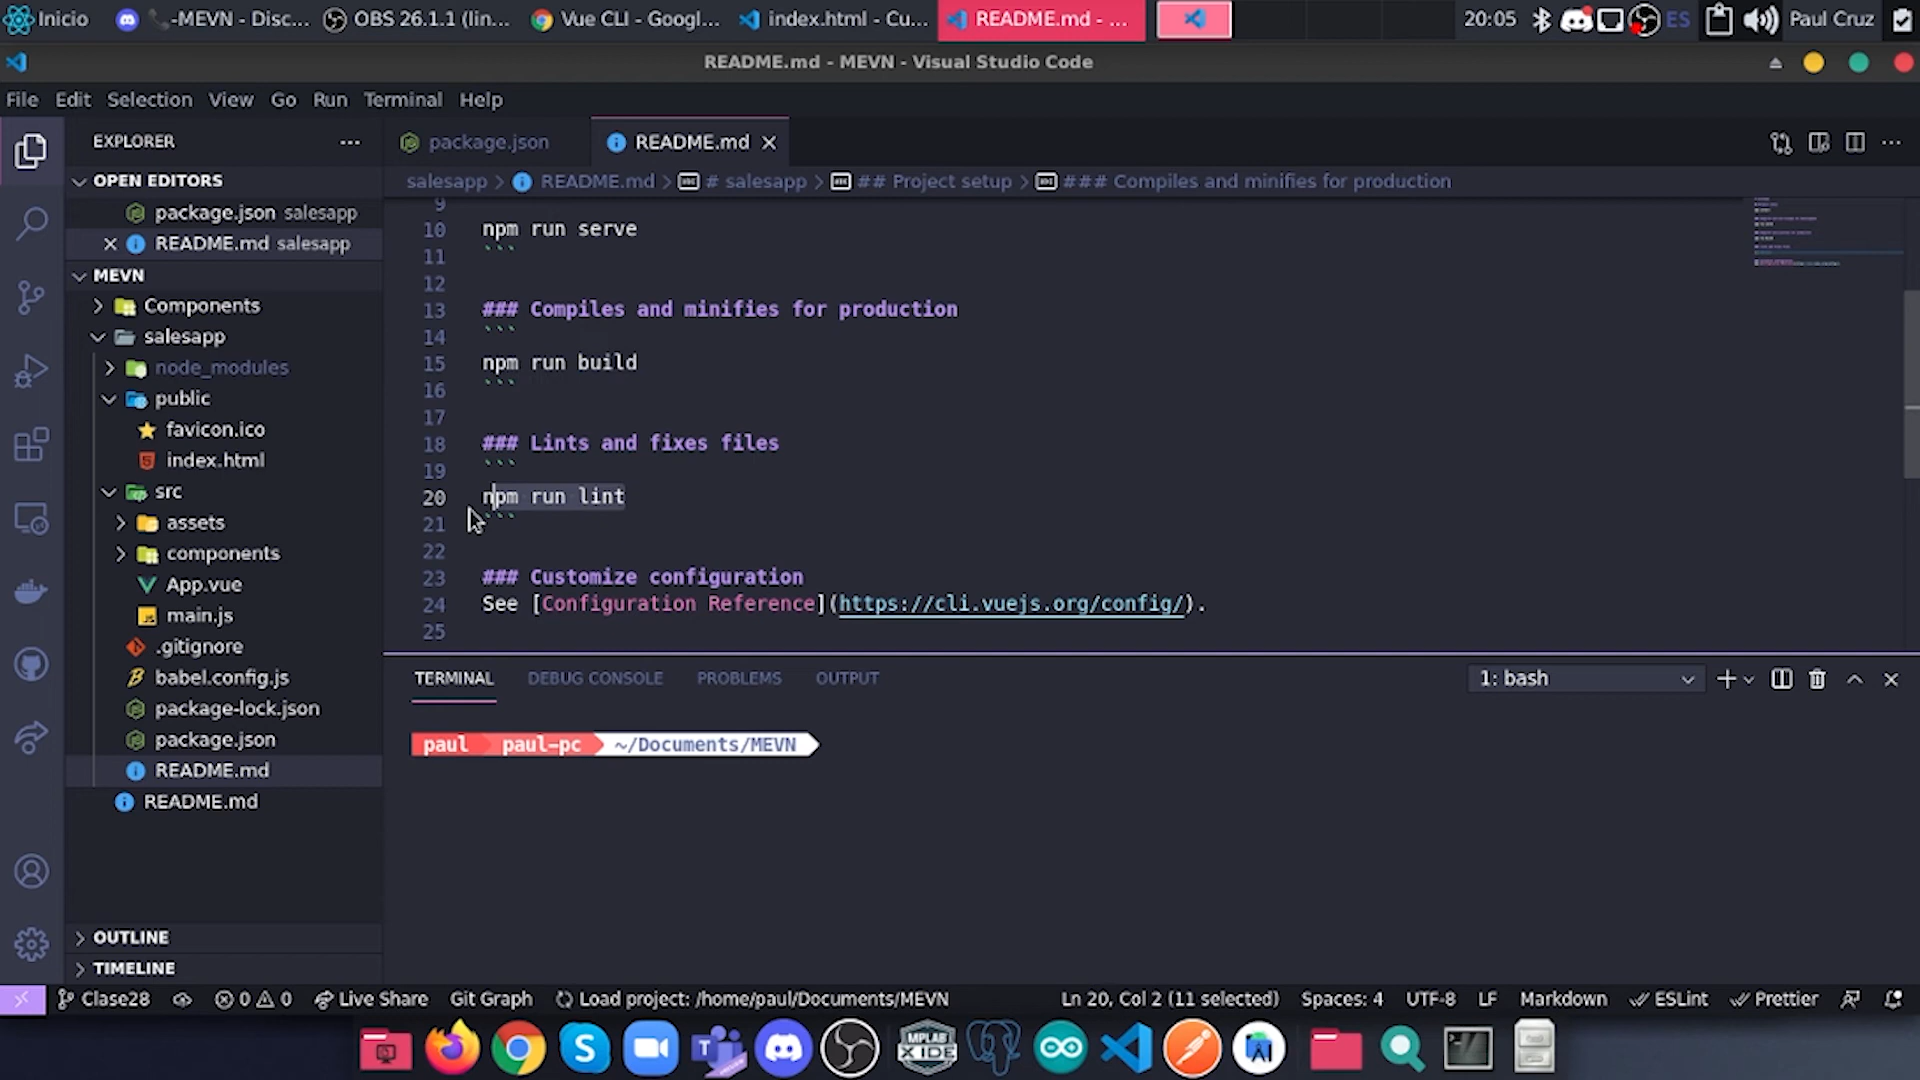 Inicio
-MEVN - Disc...
OBS 26.1.1 (lin...
Vue CLI - Googl...
index.html - Cu...
README.md - ...
20:05
ES
Paul Cruz
README.md - MEVN - Visual Studio Code
File Edit Selection View Go Run Terminal Help
EXPLORER
OPEN EDITORS
package.json salesapp
README.md salesapp
MEVN
Components
salesapp
node_modules
public
favicon.ico
index.html
src
assets
components
App.vue
main.js
.gitignore
babel.config.js
package-lock.json
package.json
README.md
README.md
OUTLINE
TIMELINE
package.json
README.md
salesapp > README.md > # salesapp > ## Project setup > ### Compiles and minifies for production
9
10 npm run serve
11 ```
12
13 ### Compiles and minifies for production
14 ```
15 npm run build
16 ```
17
18 ### Lints and fixes files
19 ```
20 npm run lint
21 ```
22
23 ### Customize configuration
24 See [Configuration Reference](https://cli.vuejs.org/config/).
25
TERMINAL DEBUG CONSOLE PROBLEMS OUTPUT
1: bash
paul paul-pc ~/Documents/MEVN
Clase28
0 0
Live Share
Git Graph
Load project: /home/paul/Documents/MEVN
Ln 20, Col 2 (11 selected)
Spaces: 4
UTF-8
LF
Markdown
ESLint
Prettier
MPLAB
X IDE